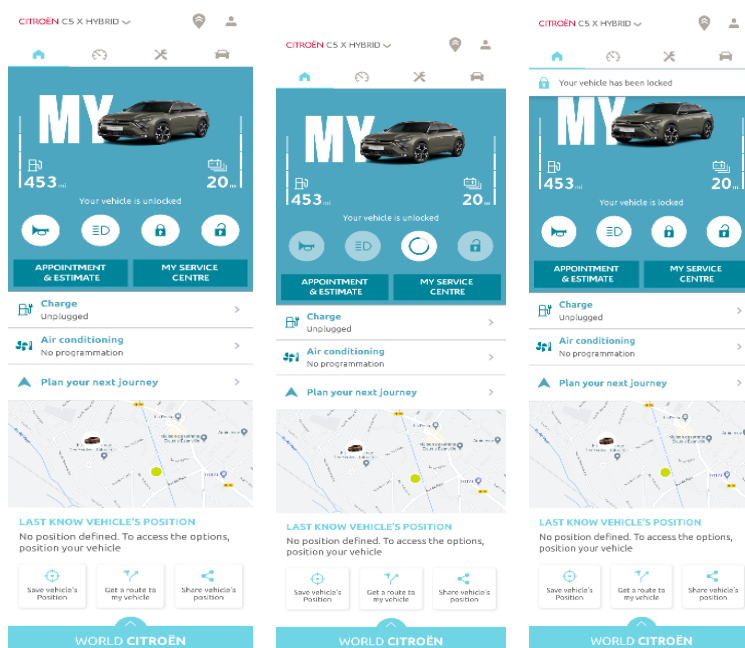 CITROËN C5 X HYBRID
MY
453 mi
20 mi
Your vehicle is unlocked
APPOINTMENT
& ESTIMATE
MY SERVICE
CENTRE
Charge
Unplugged
Air conditioning
No programmation
Plan your next journey
LAST KNOW VEHICLE'S POSITION
No position defined. To access the options,
position your vehicle
Save vehicle's
Position
Get a route to
my vehicle
Share vehicle's
position
WORLD CITROËN
CITROËN C5 X HYBRID
MY
453 mi
20 mi
Your vehicle is unlocked
APPOINTMENT
& ESTIMATE
MY SERVICE
CENTRE
Charge
Unplugged
Air conditioning
No programmation
Plan your next journey
LAST KNOW VEHICLE'S POSITION
No position defined. To access the options,
position your vehicle
Save vehicle's
Position
Get a route to
my vehicle
Share vehicle's
position
WORLD CITROËN
CITROËN C5 X HYBRID
Your vehicle has been locked
MY
453 mi
20 mi
Your vehicle is locked
APPOINTMENT
& ESTIMATE
MY SERVICE
CENTRE
Charge
Unplugged
Air conditioning
No programmation
Plan your next journey
LAST KNOW VEHICLE'S POSITION
No position defined. To access the options,
position your vehicle
Save vehicle's
Position
Get a route to
my vehicle
Share vehicle's
position
WORLD CITROËN